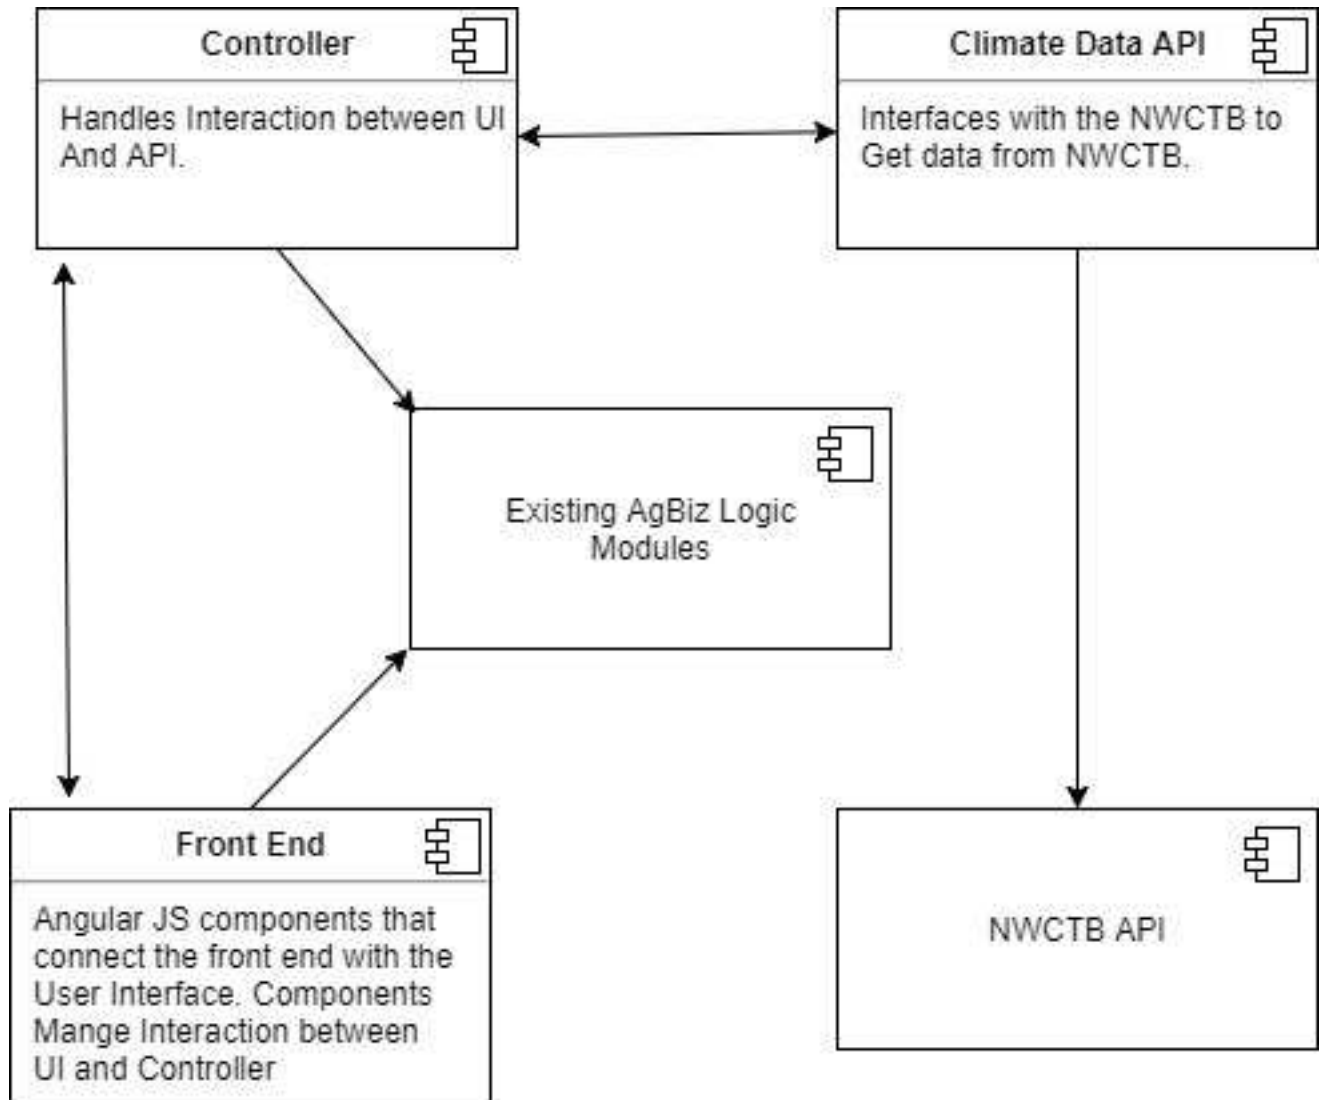 Controller
Handles Interaction between UI
And API.
Climate Data API
Interfaces with the NWCTB to
Get data from NWCTB.
Existing AgBiz Logic
Modules
Front End
Angular JS components that
connect the front end with the
User Interface. Components
Mange Interaction between
UI and Controller
NWCTB API